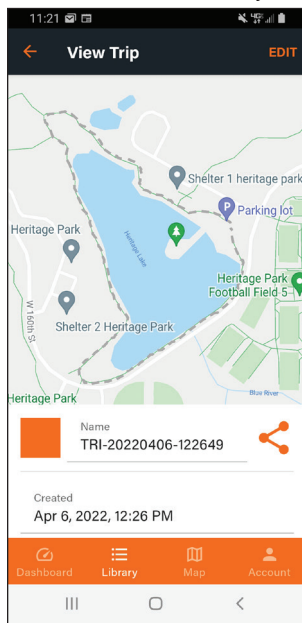 11:21
View Trip
EDIT
Shelter 1 heritage park
Parking lot
Heritage Park
Heritage Lake
Heritage Park
Football Field 5
W 160th St
Shelter 2 Heritage Park
Blue River
Heritage Park
Name
TRI-20220406-122649
Created
Apr 6, 2022, 12:26 PM
Dashboard
Library
Map
Account